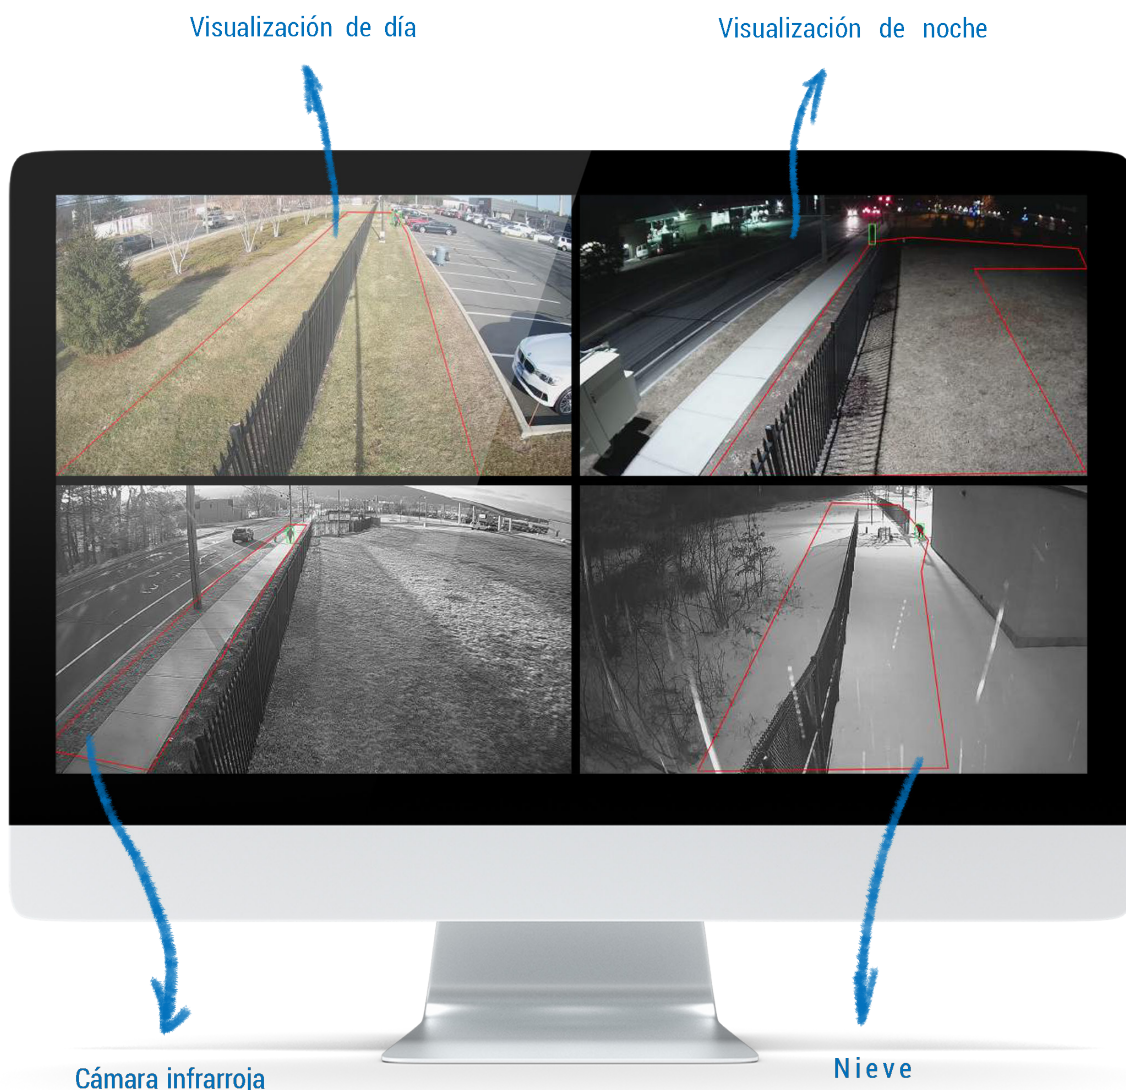 Visualización de día
Visualización de noche
Cámara infrarroja
Nieve